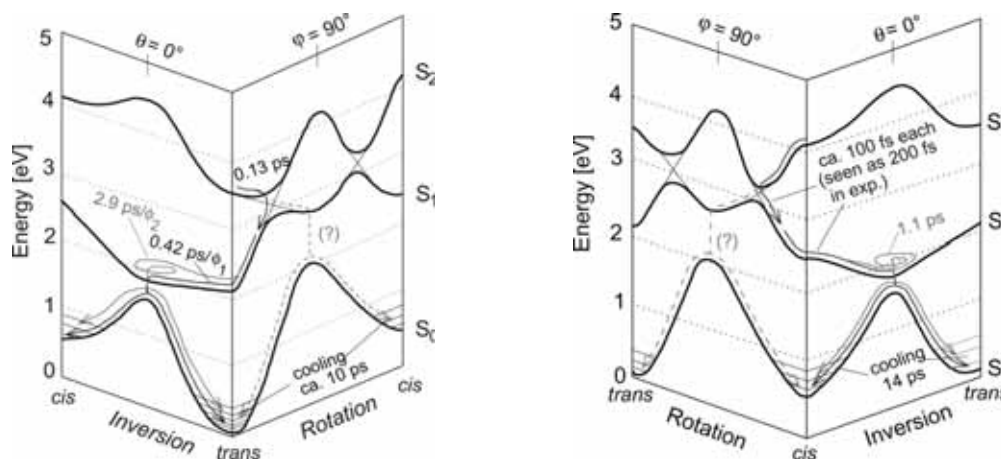 5
4
3
2
1
0
Energy [eV]
θ = 0°
φ = 90°
S₂
S₁
S₀
0.13 ps
2.9 ps/ϕ₂
0.42 ps/ϕ₁
(?)
cooling
ca. 10 ps
cis
Inversion
trans
Rotation
cis
5
4
3
2
1
0
Energy [eV]
φ = 90°
θ = 0°
S
S
S
ca. 100 fs each
(seen as 200 fs
in exp.)
1.1 ps
(?)
cooling
14 ps
trans
Rotation
cis
Inversion
trans